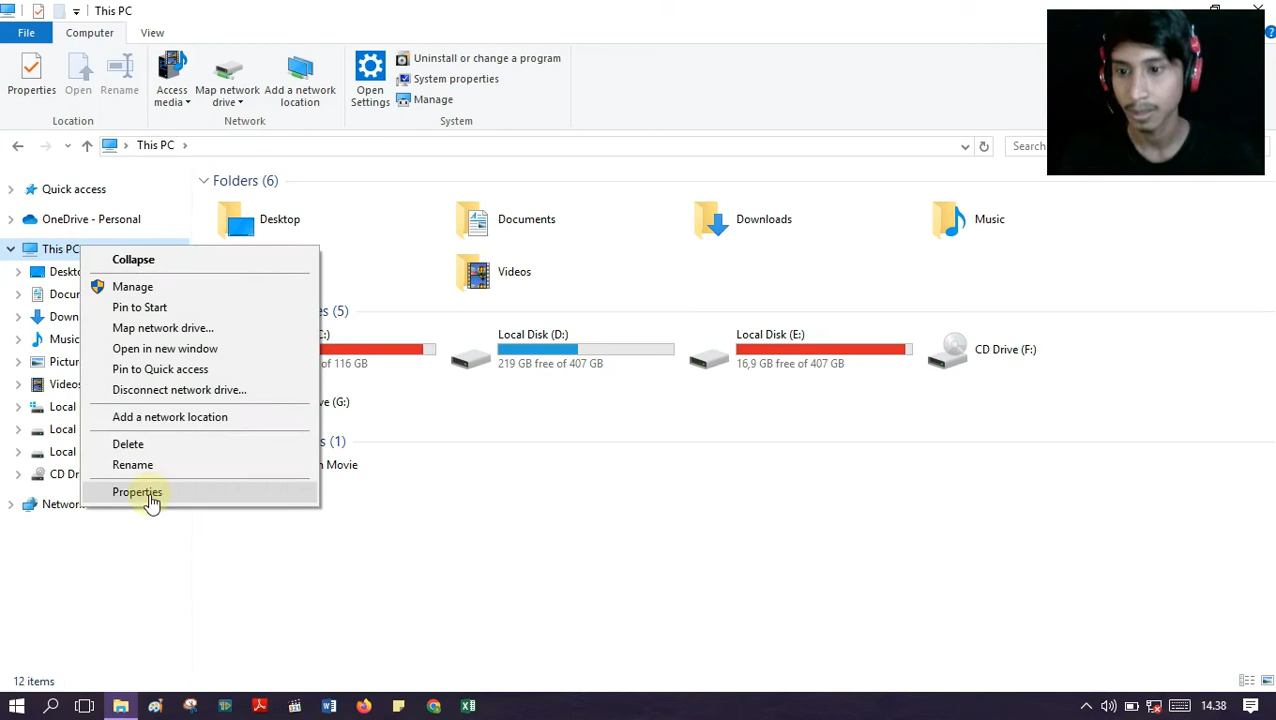 This PC
File Computer View
Properties Open Rename Access media Map network drive Add a network location Open Settings
Uninstall or change a program
System properties
Manage
Location Network System
This PC
Search
Quick access
Folders (6)
OneDrive - Personal
Desktop Documents Downloads Music
This PC
Collapse
Videos
Manage
Pin to Start
Map network drive...
Open in new window
Pin to Quick access
Disconnect network drive...
Add a network location
Delete
Rename
Properties
Deskto
Docur
Down
Music
Pictur
Videos
Local
Local
Local
CD Dr
Network
es (5)
C:)
of 116 GB
Local Disk (D:)
219 GB free of 407 GB
Local Disk (E:)
16,9 GB free of 407 GB
CD Drive (F:)
ve (G:)
s (1)
n Movie
12 items
14.38